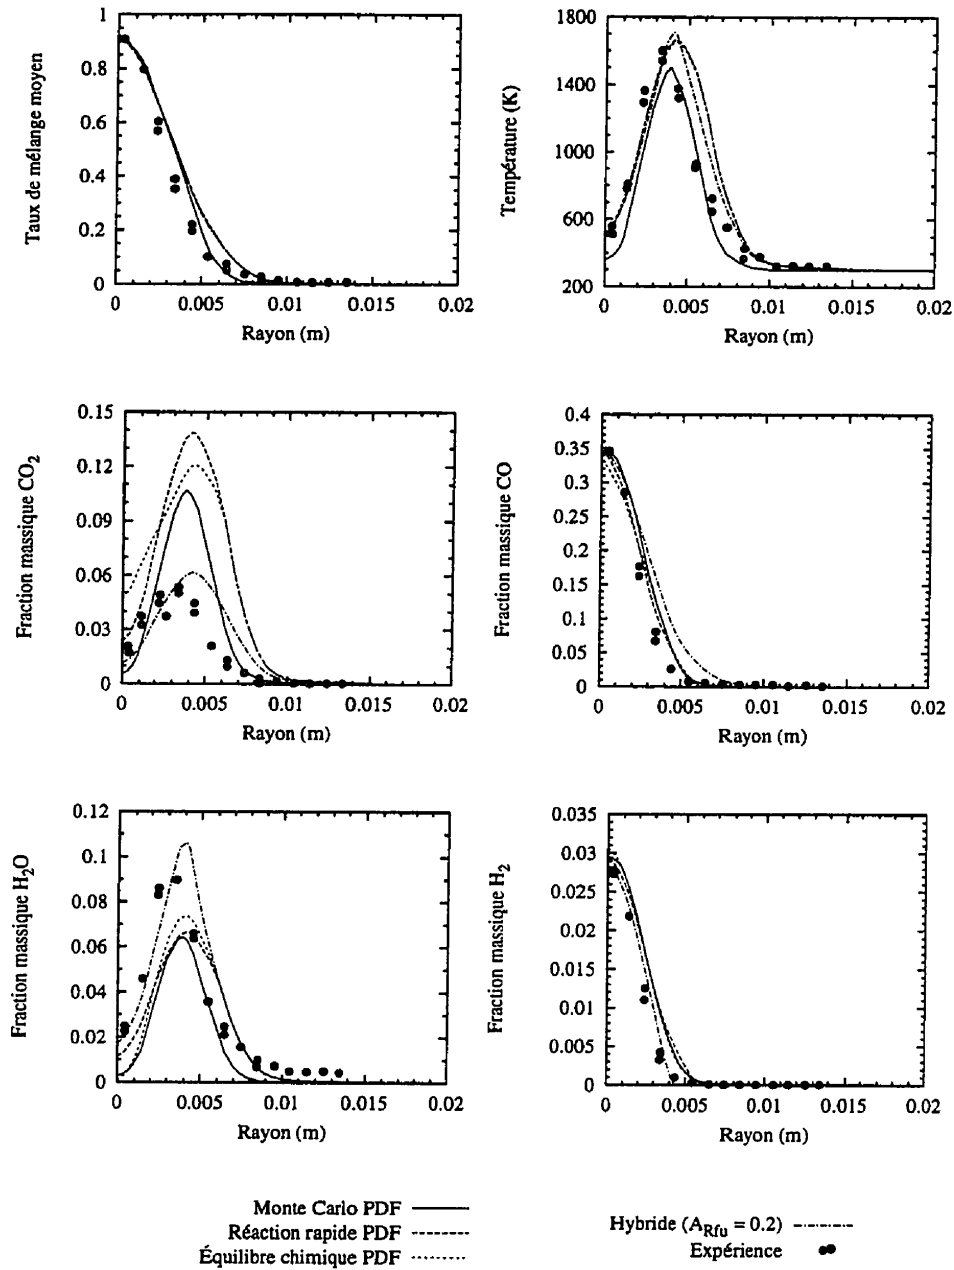 1
0.8
0.6
0.4
0.2
0
Taux de mélange moyen
0 0.005 0.01 0.015 0.02
Rayon (m)
1800
1400
1000
600
200
Température (K)
0 0.005 0.01 0.015 0.02
Rayon (m)
0.15
0.12
0.09
0.06
0.03
0
Fraction massique CO₂
0 0.005 0.01 0.015 0.02
Rayon (m)
0.4
0.35
0.3
0.25
0.2
0.15
0.1
0.05
0
Fraction massique CO
0 0.005 0.01 0.015 0.02
Rayon (m)
0.12
0.1
0.08
0.06
0.04
0.02
0
Fraction massique H₂O
0 0.005 0.01 0.015 0.02
Rayon (m)
0.035
0.03
0.025
0.02
0.015
0.01
0.005
0
Fraction massique H₂
0 0.005 0.01 0.015 0.02
Rayon (m)
Monte Carlo PDF
Réaction rapide PDF
Équilibre chimique PDF
Hybride (A_Rfu = 0.2)
Expérience